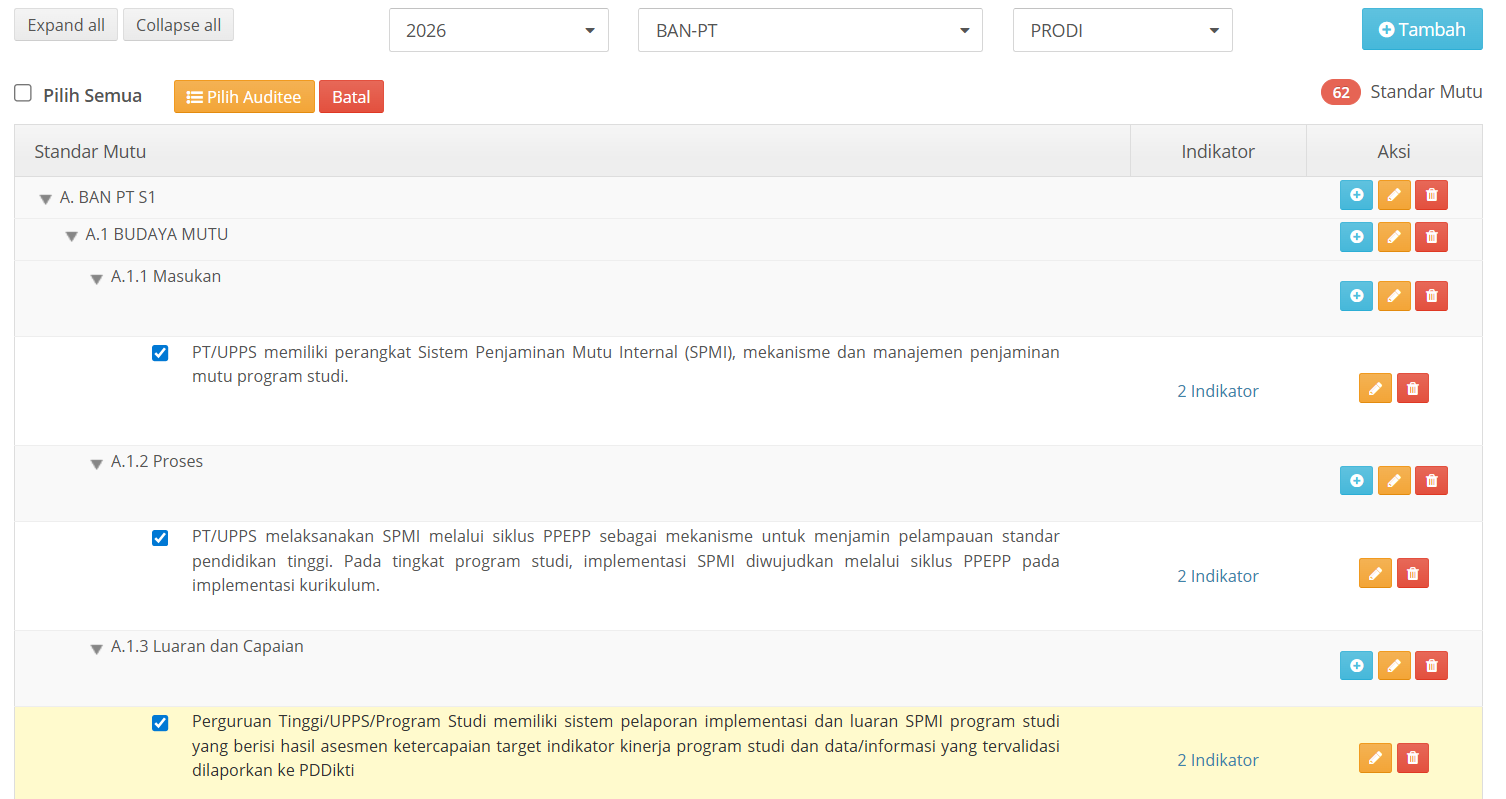 Expand all
Collapse all
2026
BAN-PT
PRODI
Tambah
Pilih Semua
Pilih Auditee
Batal
62 Standar Mutu
Standar Mutu
Indikator
Aksi
A. BAN PT S1
A.1 BUDAYA MUTU
A.1.1 Masukan
PT/UPPS memiliki perangkat Sistem Penjaminan Mutu Internal (SPMI), mekanisme dan manajemen penjaminan
mutu program studi.
2 Indikator
A.1.2 Proses
PT/UPPS melaksanakan SPMI melalui siklus PPEPP sebagai mekanisme untuk menjamin pelampauan standar
pendidikan tinggi. Pada tingkat program studi, implementasi SPMI diwujudkan melalui siklus PPEPP pada
implementasi kurikulum.
2 Indikator
A.1.3 Luaran dan Capaian
Perguruan Tinggi/UPPS/Program Studi memiliki sistem pelaporan implementasi dan luaran SPMI program studi
yang berisi hasil asesmen ketercapaian target indikator kinerja program studi dan data/informasi yang tervalidasi
dilaporkan ke PDDikti
2 Indikator